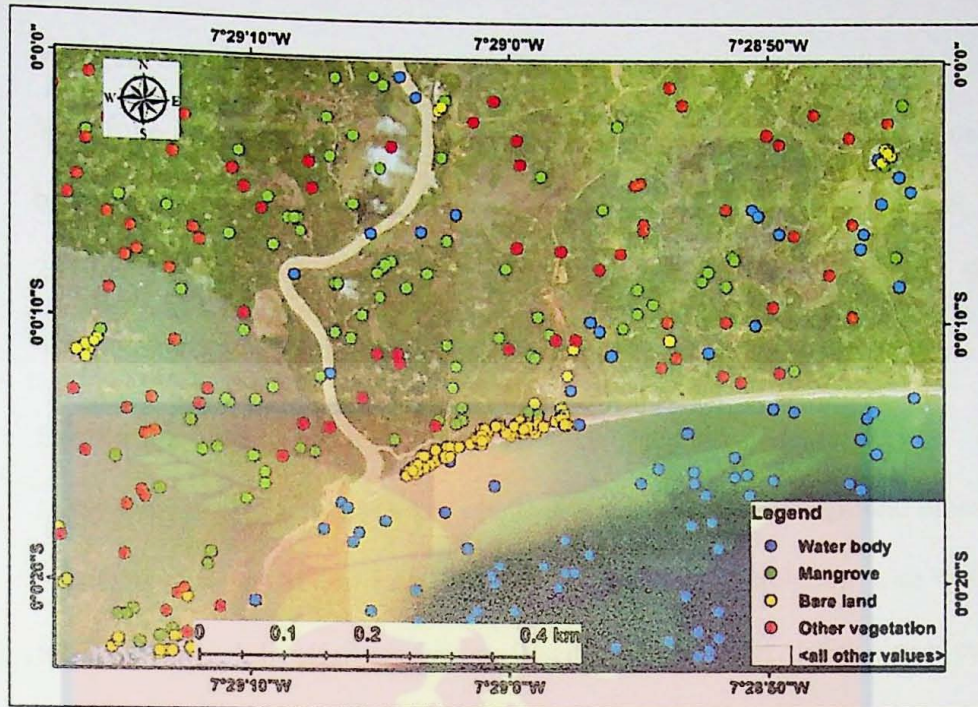 7°29'10"W 7°29'0"W 7°28'50"W
0°0'0"
0°0'0"
N
W E
S
0°0'10"S
0°0'10"S
Legend
Water body
Mangrove
Bare land
Other vegetation
<all other values>
0°0'20"S
0°0'20"S
0 0.1 0.2 0.4 km
7°29'10"W 7°29'0"W 7°28'50"W